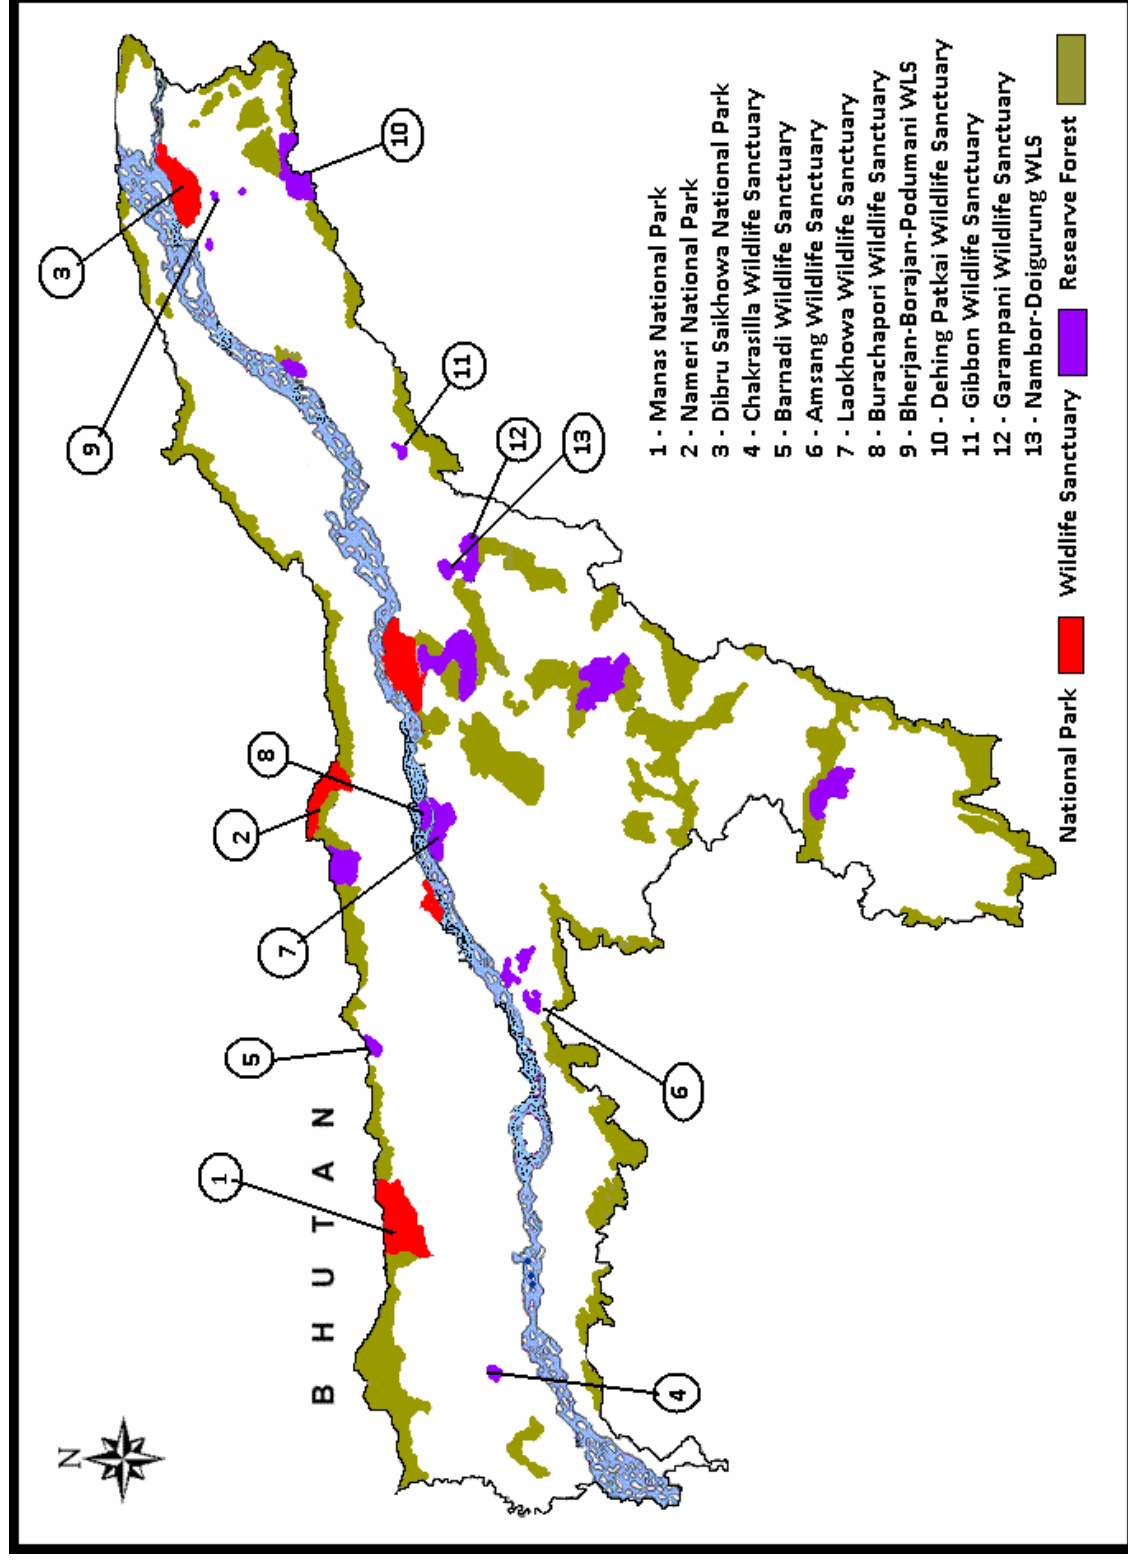 N
BHUTAN
1
2
3
4
5
6
7
8
9
10
11
12
13
1 - Manas National Park
2 - Nameri National Park
3 - Dibru Saikhowa National Park
4 - Chakrasilla Wildlife Sanctuary
5 - Barnadi Wildlife Sanctuary
6 - Amsang Wildlife Sanctuary
7 - Laokhowa Wildlife Sanctuary
8 - Burachapori Wildlife Sanctuary
9 - Bherjan-Borajan-Podumani WLS
10 - Dehing Patkai Wildlife Sanctuary
11 - Gibbon Wildlife Sanctuary
12 - Garampani Wildlife Sanctuary
13 - Nambor-Doigurung WLS
National Park
Wildlife Sanctuary
Researve Forest